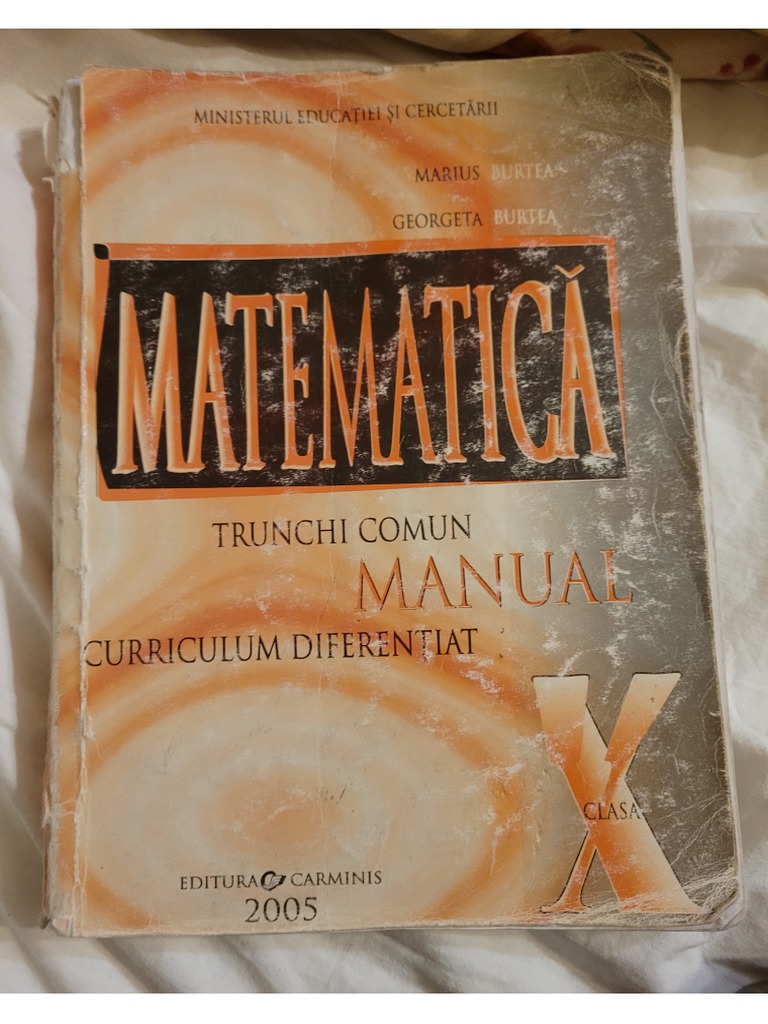 MINISTERUL EDUCAȚIEI ȘI CERCETĂRII
MARIUS BURTEA
GEORGETA BURTEA
MATEMATICĂ
TRUNCHI COMUN
MANUAL
CURRICULUM DIFERENȚIAT
X
CLASA
EDITURA CARMINIS
2005